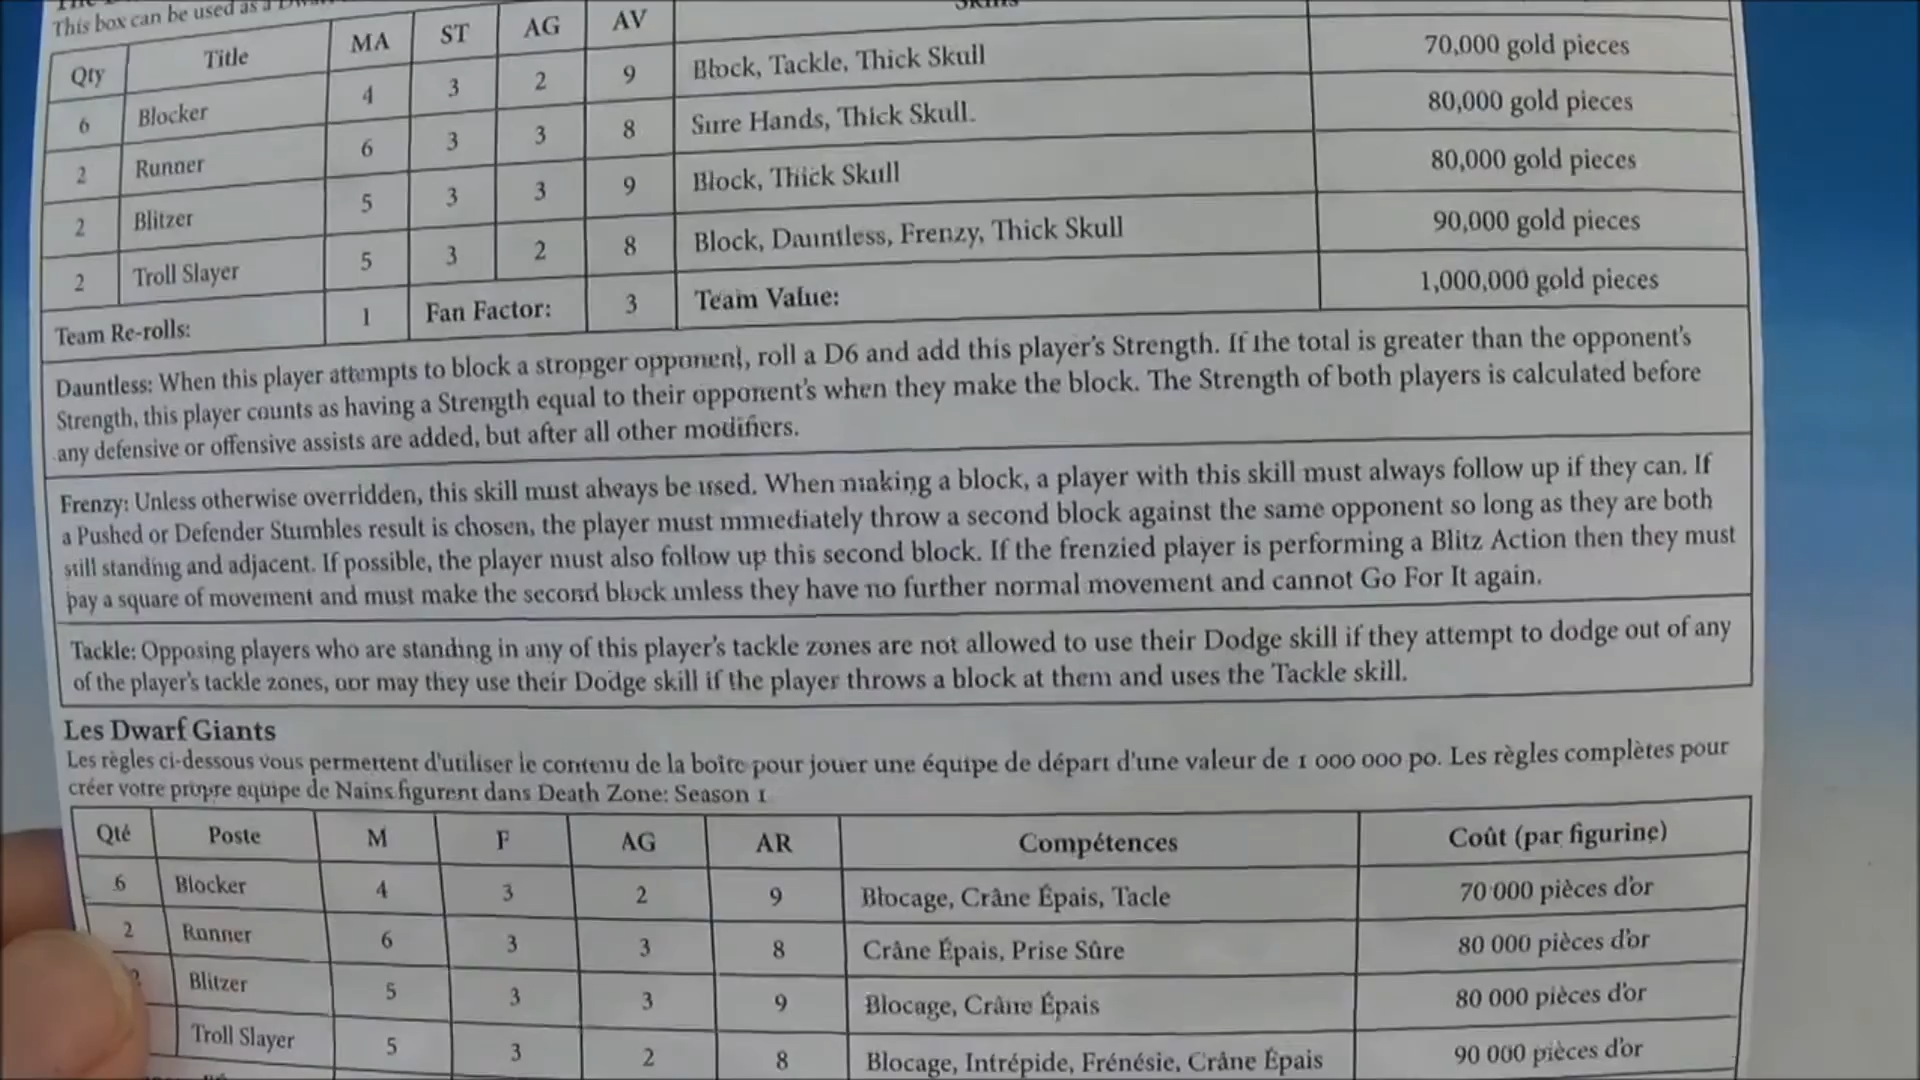 This box can be used as a
Qty Title MA ST AG AV Skills
6 Blocker 4 3 2 9 Block, Tackle, Thick Skull 70,000 gold pieces
2 Runner 6 3 3 8 Sure Hands, Thick Skull. 80,000 gold pieces
2 Blitzer 5 3 3 9 Block, Thick Skull 80,000 gold pieces
2 Troll Slayer 5 3 2 8 Block, Dauntless, Frenzy, Thick Skull 90,000 gold pieces
Team Re-rolls: 1 Fan Factor: 3 Team Value: 1,000,000 gold pieces
Dauntless: When this player attempts to block a stronger opponent, roll a D6 and add this player's Strength. If the total is greater than the opponent's
Strength, this player counts as having a Strength equal to their opponent's when they make the block. The Strength of both players is calculated before
any defensive or offensive assists are added, but after all other modifiers.
Frenzy: Unless otherwise overridden, this skill must always be used. When making a block, a player with this skill must always follow up if they can. If
a Pushed or Defender Stumbles result is chosen, the player must immediately throw a second block against the same opponent so long as they are both
still standing and adjacent. If possible, the player must also follow up this second block. If the frenzied player is performing a Blitz Action then they must
pay a square of movement and must make the second block unless they have no further normal movement and cannot Go For It again.
Tackle: Opposing players who are standing in any of this player's tackle zones are not allowed to use their Dodge skill if they attempt to dodge out of any
of the player's tackle zones, nor may they use their Dodge skill if the player throws a block at them and uses the Tackle skill.
Les Dwarf Giants
Les règles ci-dessous vous permettent d'utiliser le contenu de la boîte pour jouer une équipe de départ d'une valeur de 1 000 000 po. Les règles complètes pour
créer votre propre équipe de Nains figurent dans Death Zone: Season 1
Qté Poste M F AG AR Compétences Coût (par figurine)
6 Blocker 4 3 2 9 Blocage, Crâne Épais, Tacle 70 000 pièces d'or
2 Runner 6 3 3 8 Crâne Épais, Prise Sûre 80 000 pièces d'or
Blitzer 5 3 3 9 Blocage, Crâne Épais 80 000 pièces d'or
Troll Slayer 5 3 2 8 Blocage, Intrépide, Frénésie, Crâne Épais 90 000 pièces d'or